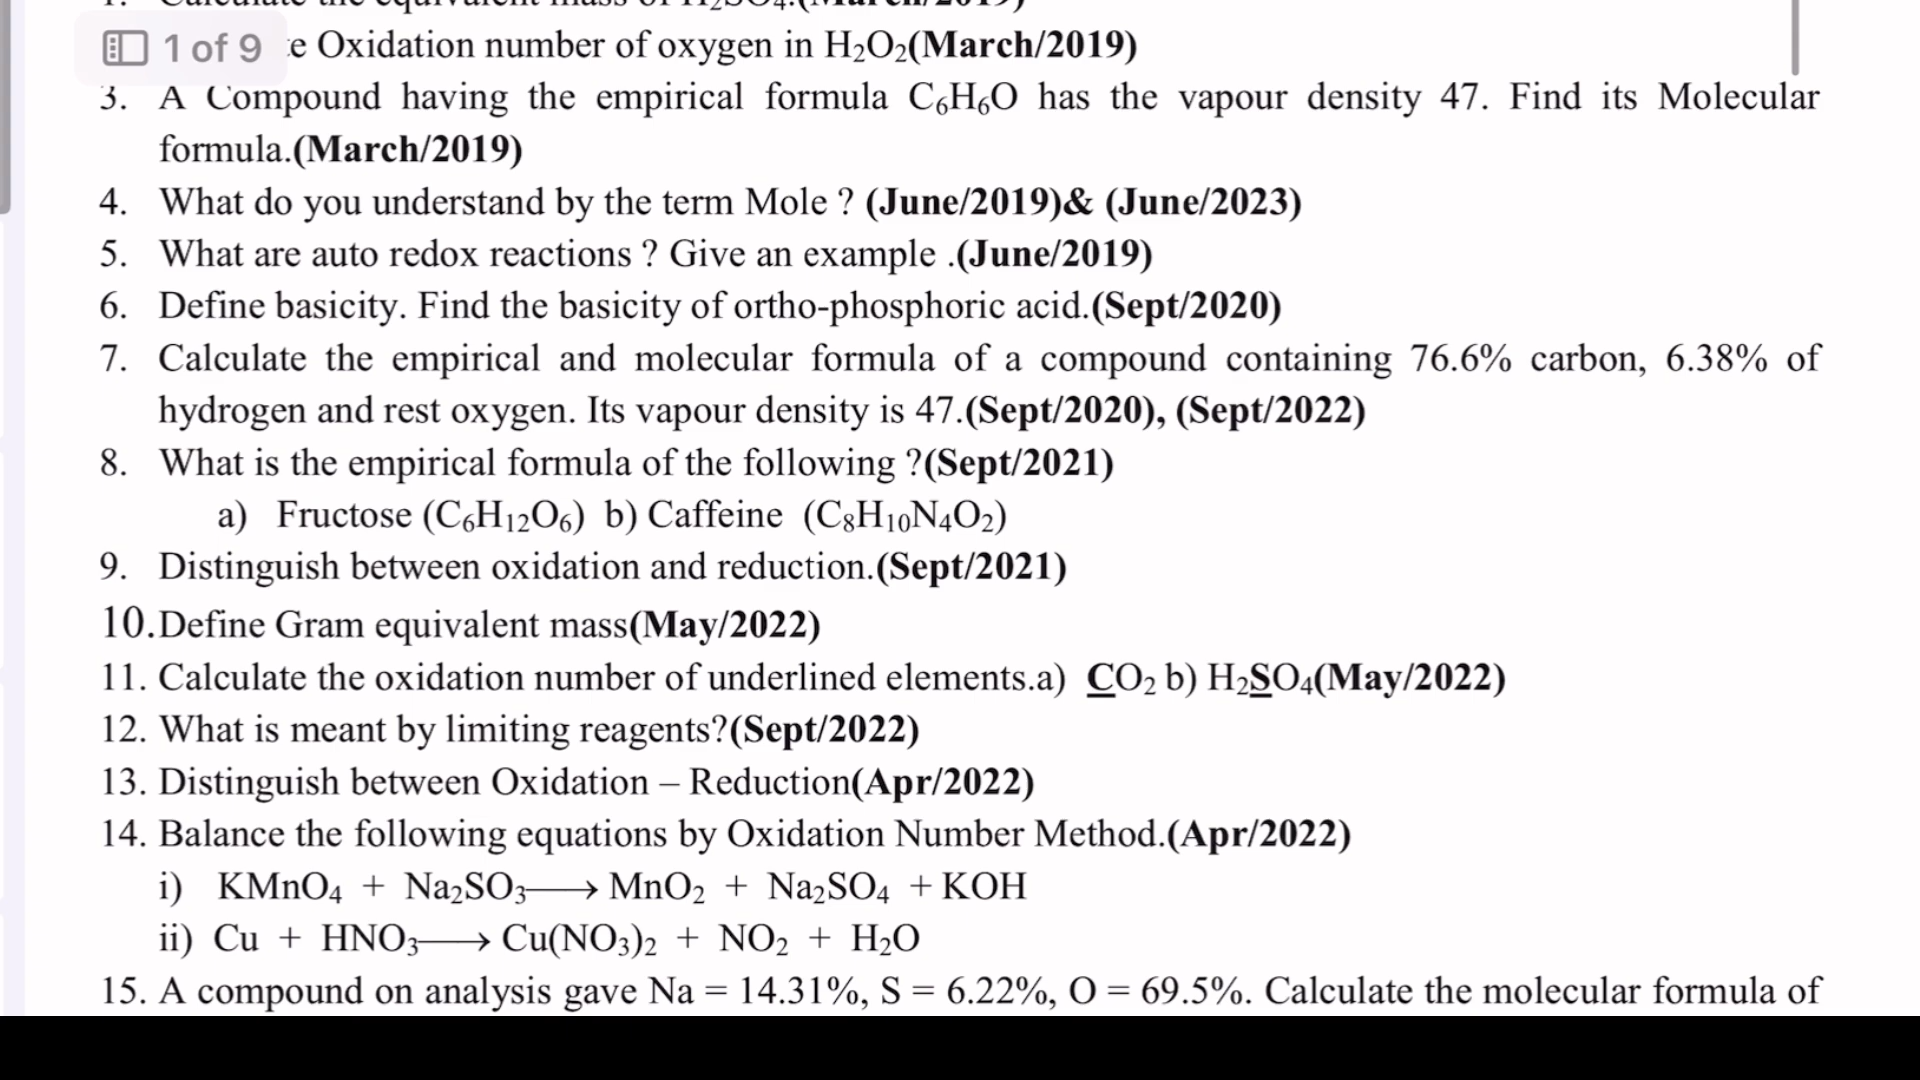 1 of 9 e Oxidation number of oxygen in H₂O₂(March/2019)
3. A Compound having the empirical formula C₆H₆O has the vapour density 47. Find its Molecular
formula.(March/2019)
4. What do you understand by the term Mole ? (June/2019)& (June/2023)
5. What are auto redox reactions ? Give an example .(June/2019)
6. Define basicity. Find the basicity of ortho-phosphoric acid.(Sept/2020)
7. Calculate the empirical and molecular formula of a compound containing 76.6% carbon, 6.38% of
hydrogen and rest oxygen. Its vapour density is 47.(Sept/2020), (Sept/2022)
8. What is the empirical formula of the following ?(Sept/2021)
a) Fructose (C₆H₁₂O₆) b) Caffeine (C₈H₁₀N₄O₂)
9. Distinguish between oxidation and reduction.(Sept/2021)
10.Define Gram equivalent mass(May/2022)
11. Calculate the oxidation number of underlined elements.a) CO₂ b) H₂SO₄(May/2022)
12. What is meant by limiting reagents?(Sept/2022)
13. Distinguish between Oxidation – Reduction(Apr/2022)
14. Balance the following equations by Oxidation Number Method.(Apr/2022)
i) KMnO₄ + Na₂SO₃⟶ MnO₂ + Na₂SO₄ + KOH
ii) Cu + HNO₃⟶ Cu(NO₃)₂ + NO₂ + H₂O
15. A compound on analysis gave Na = 14.31%, S = 6.22%, O = 69.5%. Calculate the molecular formula of